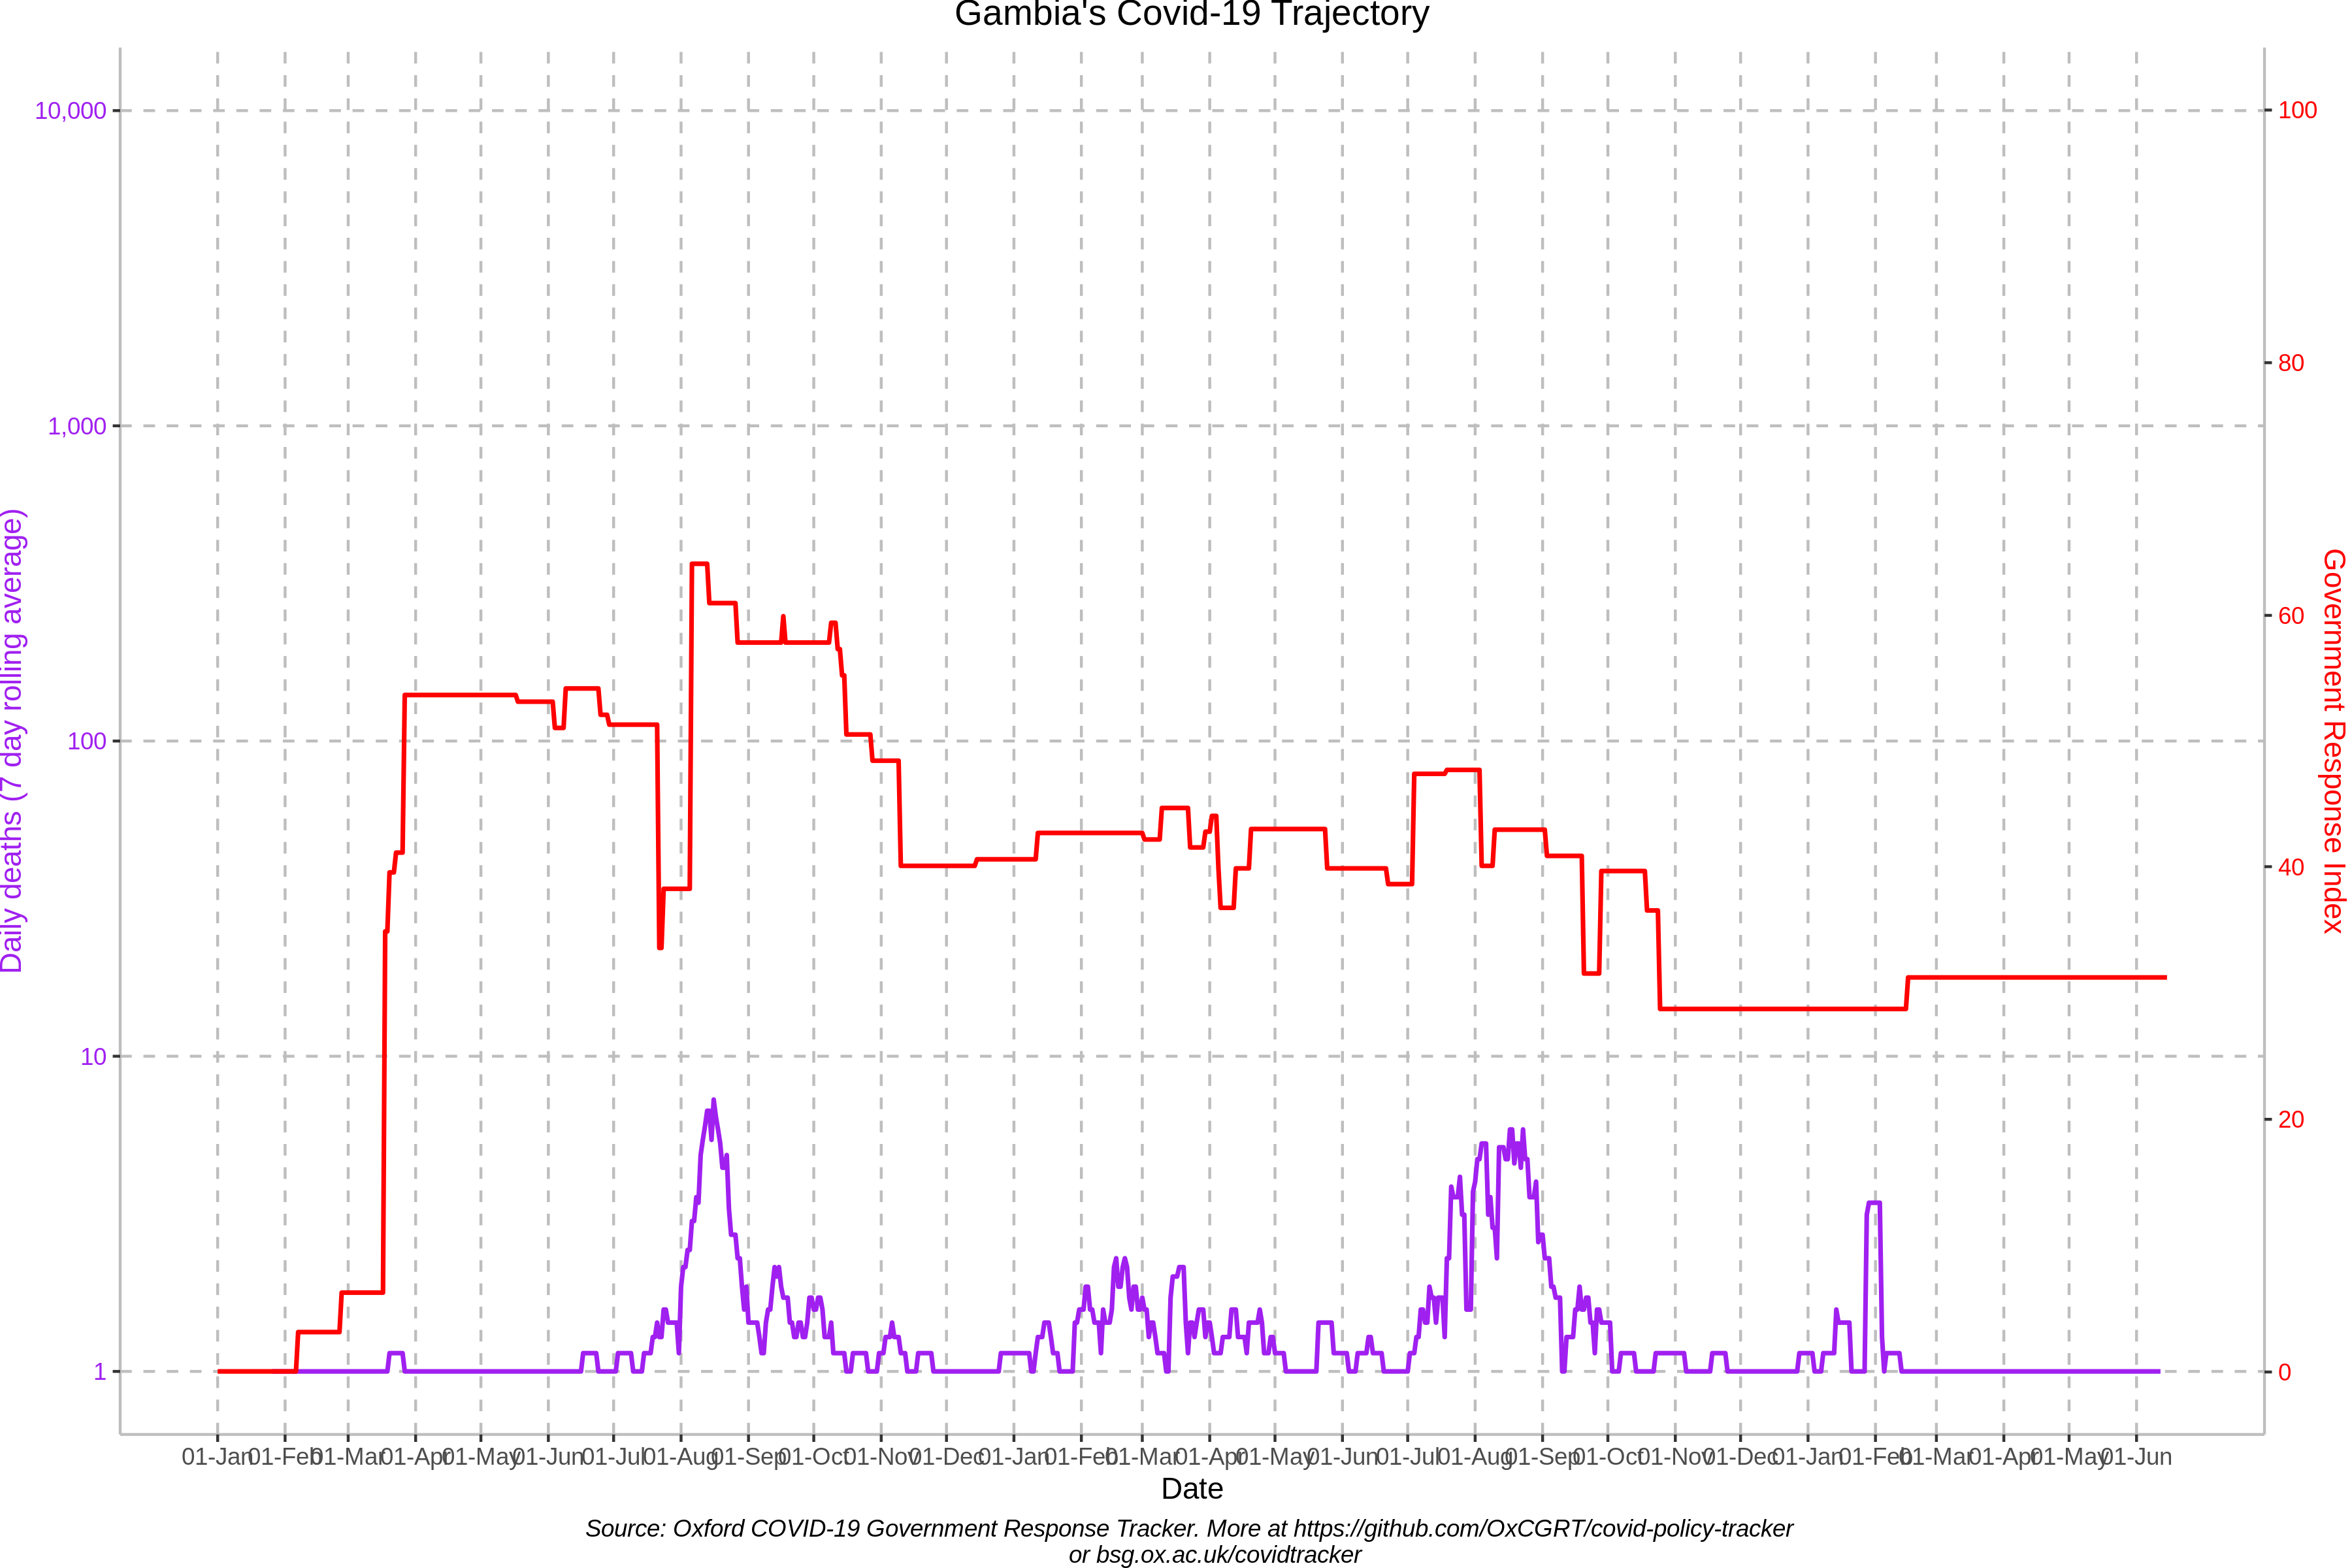 Gambia's Covid-19 Trajectory
10,000
1,000
100
10
1
Daily deaths (7 day rolling average)
100
80
60
40
20
0
Government Response Index
01-Jan 01-Feb 01-Mar 01-Apr 01-May 01-Jun 01-Jul 01-Aug 01-Sep 01-Oct 01-Nov 01-Dec 01-Jan 01-Feb 01-Mar 01-Apr 01-May 01-Jun 01-Jul 01-Aug 01-Sep 01-Oct 01-Nov 01-Dec 01-Jan 01-Feb 01-Mar 01-Apr 01-May 01-Jun
Date
Source: Oxford COVID-19 Government Response Tracker. More at https://github.com/OxCGRT/covid-policy-tracker
or bsg.ox.ac.uk/covidtracker